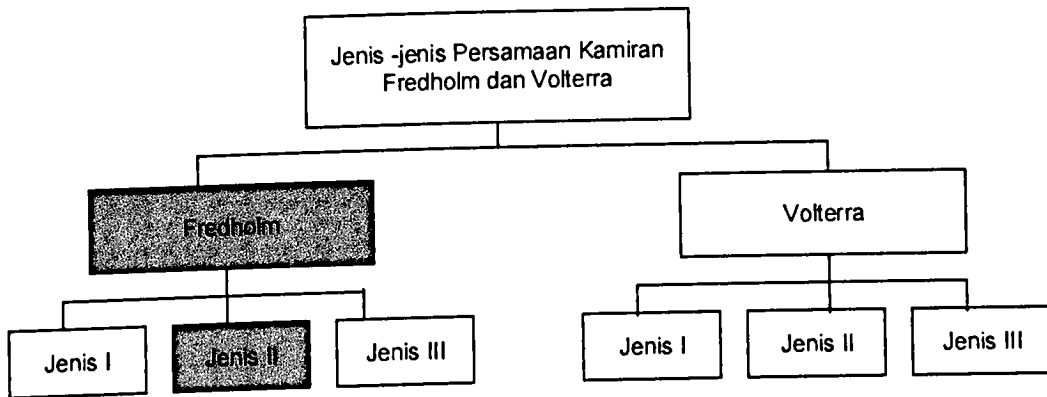 Jenis -jenis Persamaan Kamiran
Fredholm dan Volterra
Fredholm
Volterra
Jenis I
Jenis II
Jenis III
Jenis I
Jenis II
Jenis III